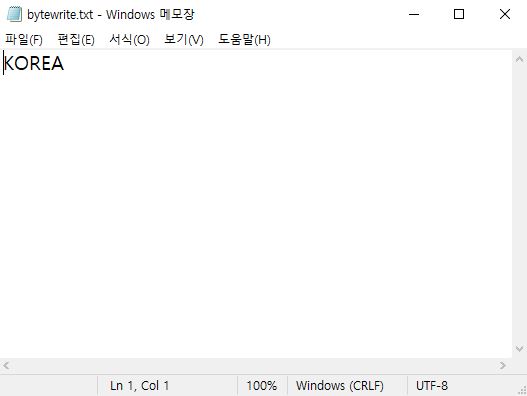 bytewrite.txt - Windows 메모장
파일(F) 편집(E) 서식(O) 보기(V) 도움말(H)
KOREA
Ln 1, Col 1 100% Windows (CRLF) UTF-8